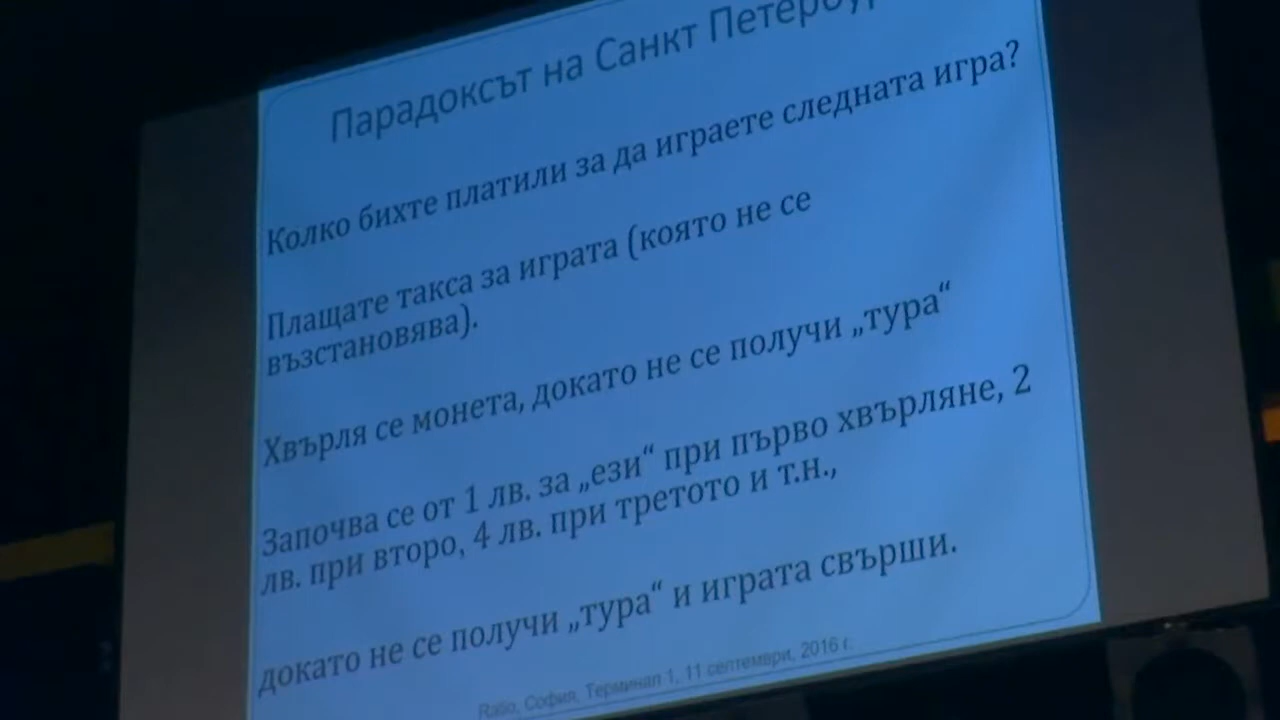 Парадоксът на Санкт
Колко бихте платили за да играете следната игра?
Плащате такса за играта (която не се
възстановява).
Хвърля се монета, докато не се получи „тура“
Започва се от 1 лв. за „ези“ при първо хвърляне, 2
лв. при второ, 4 лв. при третото и т.н.,
докато не се получи „тура“ и играта свърши.
Ratio, София, Терминал 1, 11 септември, 2016 г.